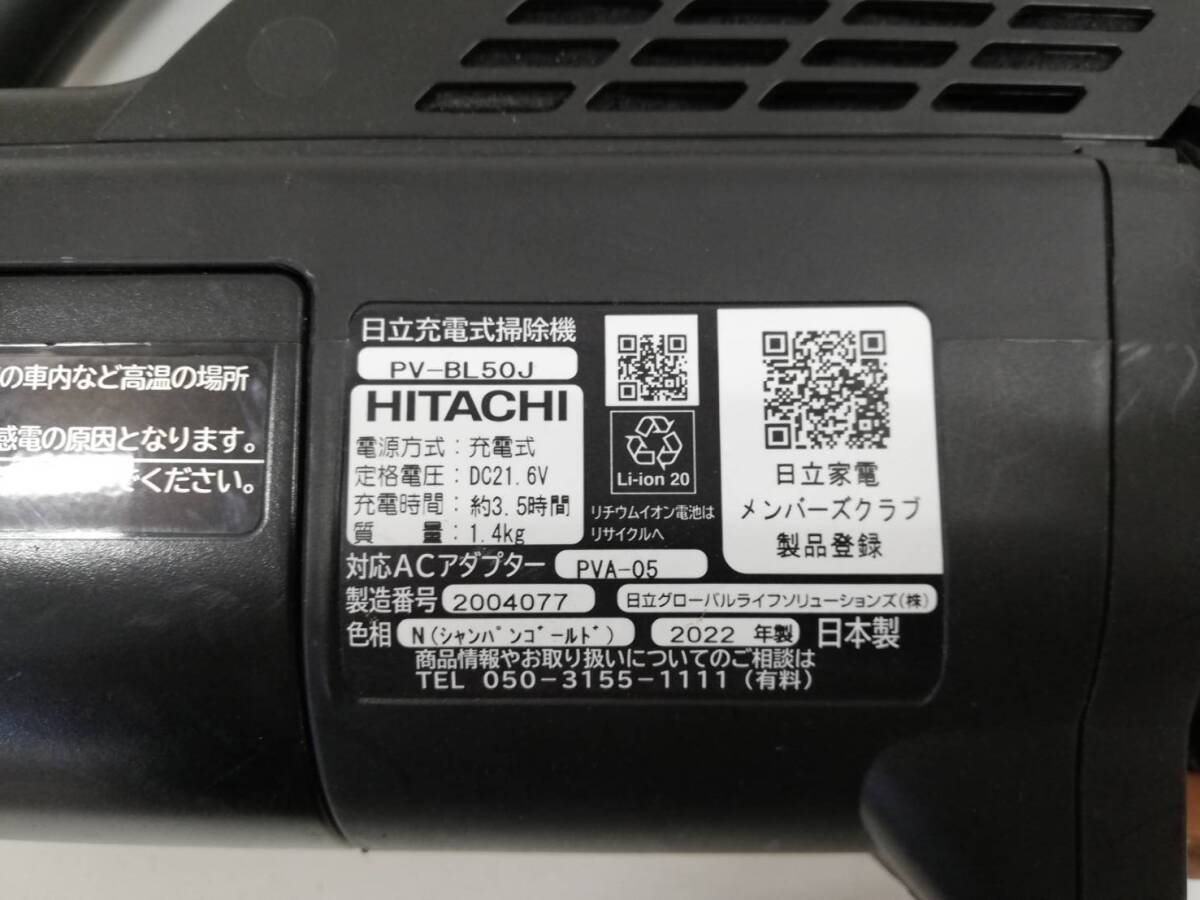 の車内など高温の場所
感電の原因となります。
ください。
日立充電式掃除機
PV-BL50J
HITACHI
電源方式：充電式
定格電圧：DC21.6V
充電時間：約3.5時間
質　　量：1.4kg
Li-ion 20
リチウムイオン電池は
リサイクルへ
日立家電
メンバーズクラブ
製品登録
対応ACアダプター PVA-05
製造番号 2004077 日立グローバルライフソリューションズ(株)
色相 N(シャンパンゴールド) 2022 年製 日本製
商品情報やお取り扱いについてのご相談は
TEL 050-3155-1111(有料)